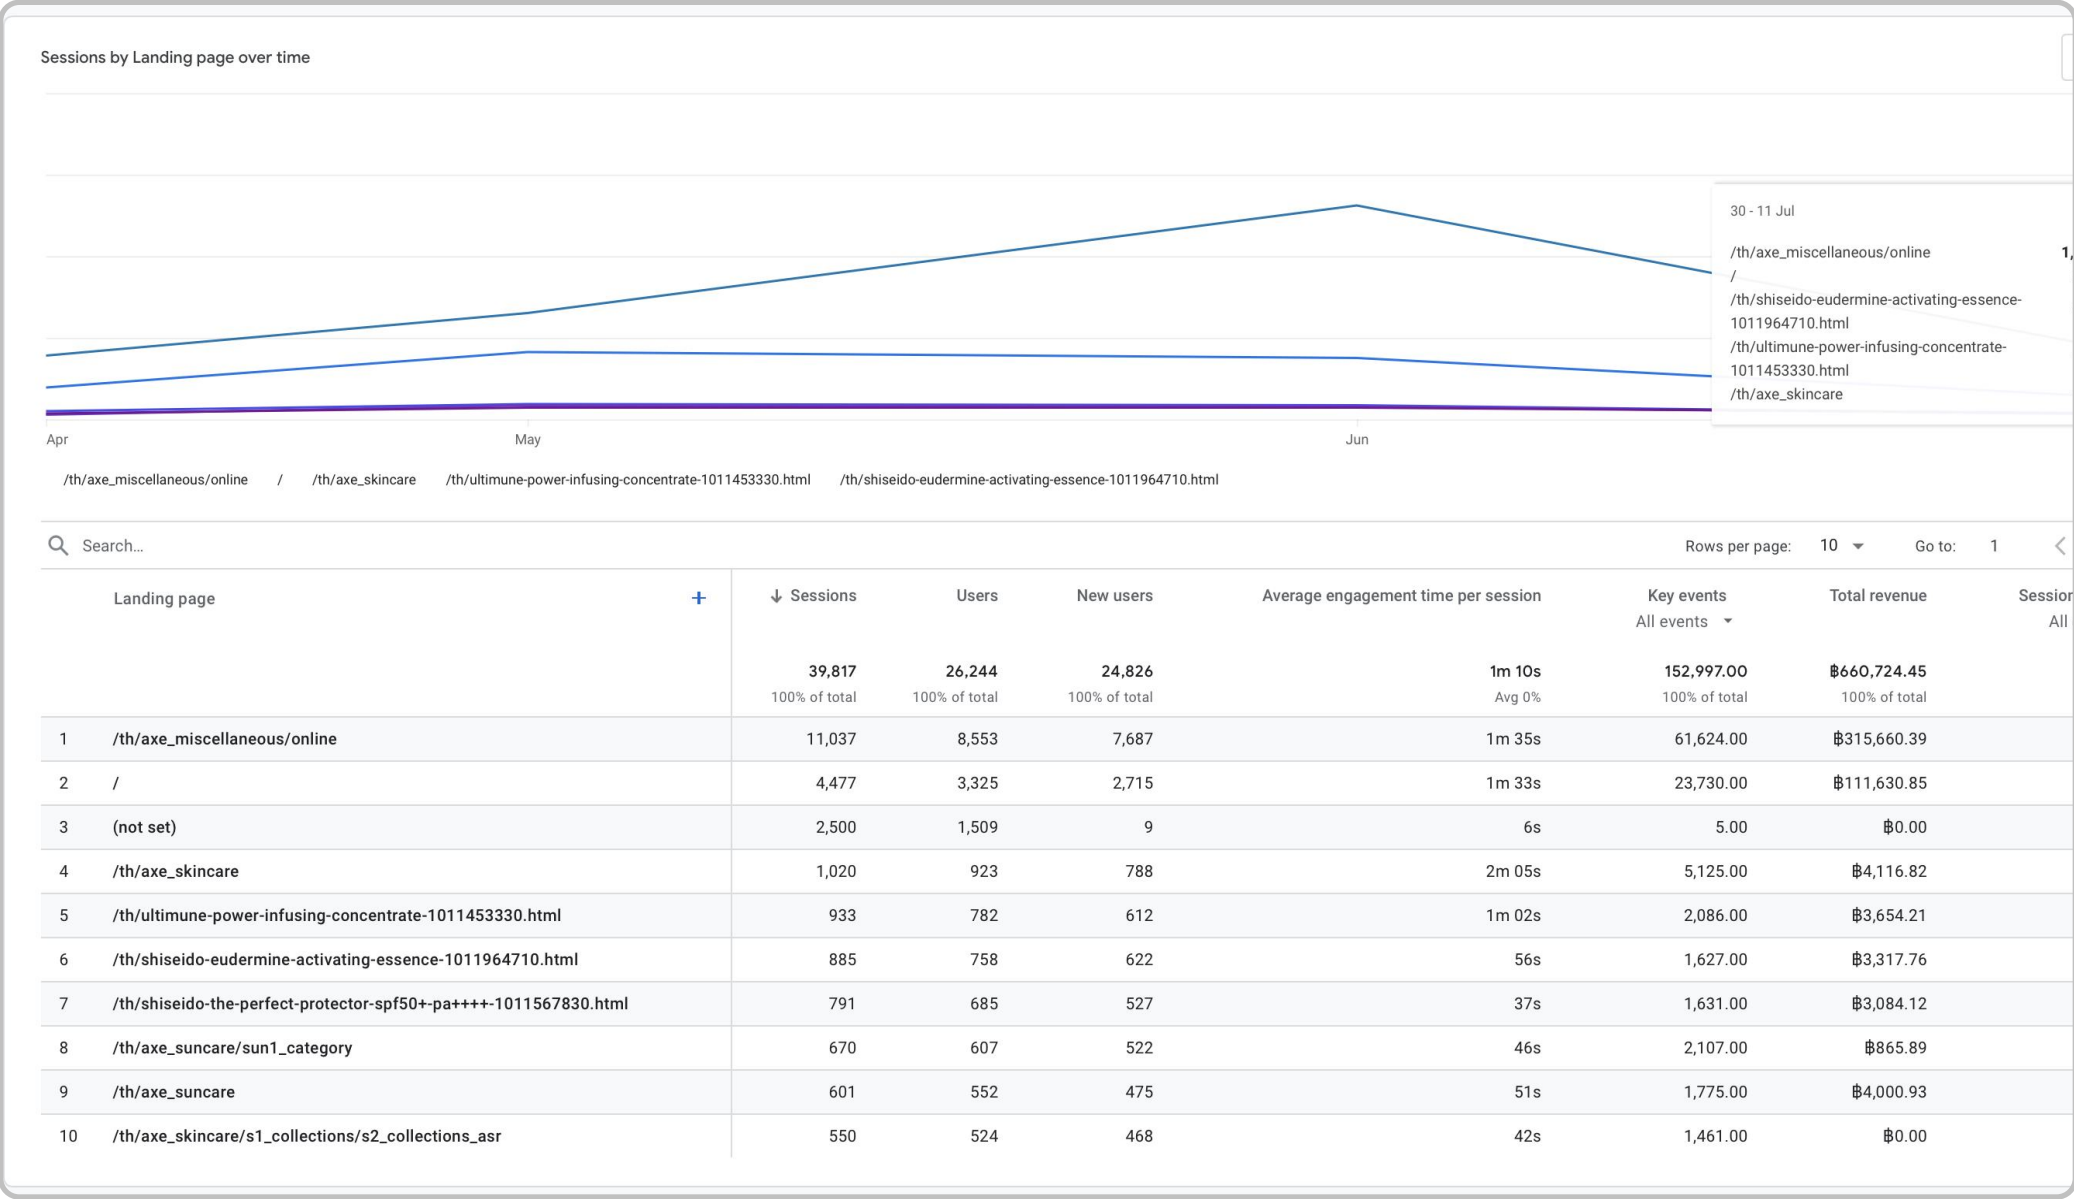 Sessions by Landing page over time
30 - 11 Jul
/th/axe_miscellaneous/online 1,
/
/th/shiseido-eudermine-activating-essence-
1011964710.html
/th/ultimune-power-infusing-concentrate-
1011453330.html
/th/axe_skincare
Apr May Jun
/th/axe_miscellaneous/online / /th/axe_skincare /th/ultimune-power-infusing-concentrate-1011453330.html /th/shiseido-eudermine-activating-essence-1011964710.html
Search... Rows per page: 10 Go to: 1
Landing page + Sessions Users New users Average engagement time per session Key events Total revenue Session
All events All
39,817 26,244 24,826 1m 10s 152,997.00 ฿660,724.45
100% of total 100% of total 100% of total Avg 0% 100% of total 100% of total
1 /th/axe_miscellaneous/online 11,037 8,553 7,687 1m 35s 61,624.00 ฿315,660.39
2 / 4,477 3,325 2,715 1m 33s 23,730.00 ฿111,630.85
3 (not set) 2,500 1,509 9 6s 5.00 ฿0.00
4 /th/axe_skincare 1,020 923 788 2m 05s 5,125.00 ฿4,116.82
5 /th/ultimune-power-infusing-concentrate-1011453330.html 933 782 612 1m 02s 2,086.00 ฿3,654.21
6 /th/shiseido-eudermine-activating-essence-1011964710.html 885 758 622 56s 1,627.00 ฿3,317.76
7 /th/shiseido-the-perfect-protector-spf50+-pa++++-1011567830.html 791 685 527 37s 1,631.00 ฿3,084.12
8 /th/axe_suncare/sun1_category 670 607 522 46s 2,107.00 ฿865.89
9 /th/axe_suncare 601 552 475 51s 1,775.00 ฿4,000.93
10 /th/axe_skincare/s1_collections/s2_collections_asr 550 524 468 42s 1,461.00 ฿0.00